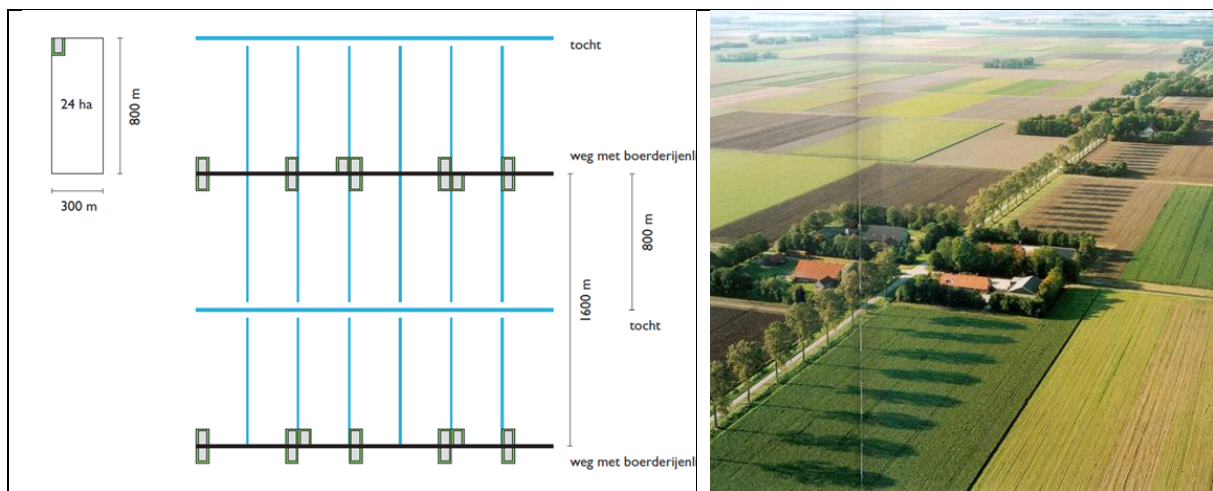 24 ha
800 m
300 m
tocht
weg met boerderijenl
800 m
1600 m
tocht
weg met boerderijenl